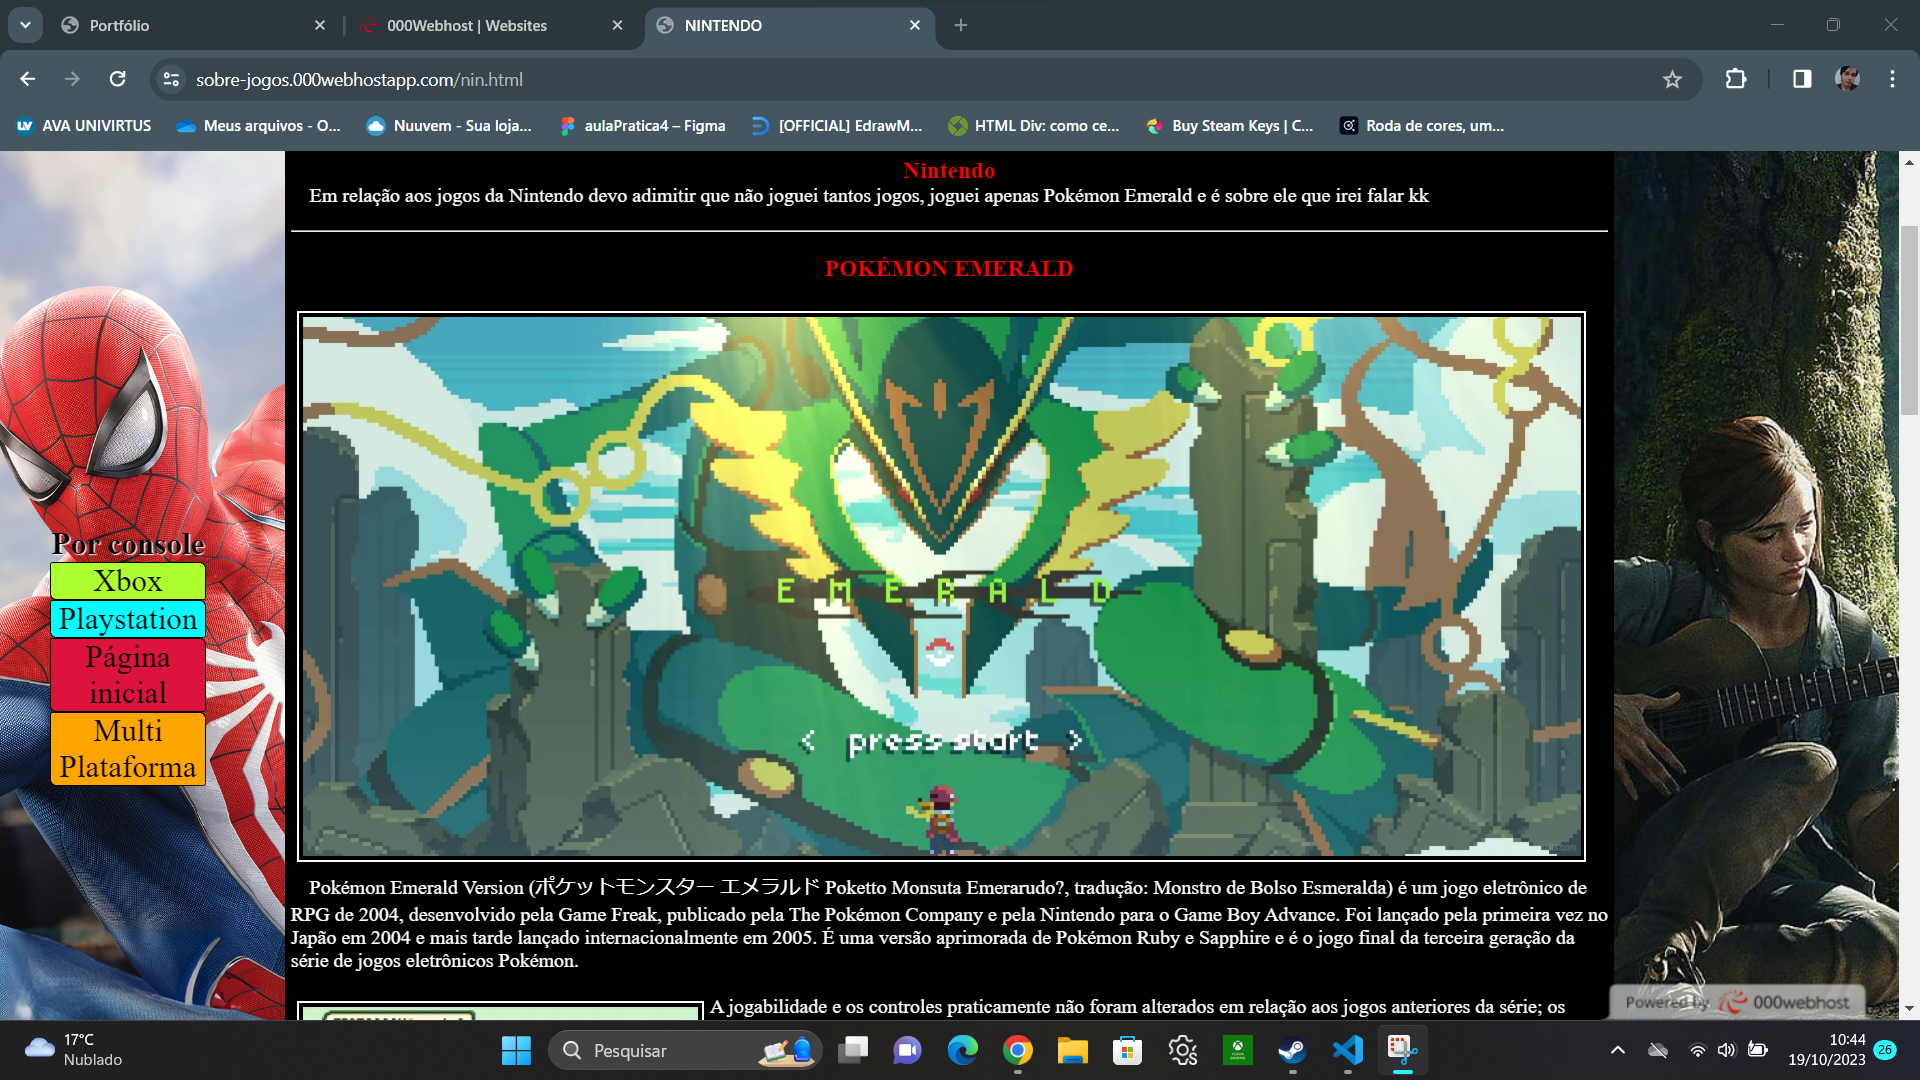 Portfólio
000Webhost | Websites
NINTENDO
sobre-jogos.000webhostapp.com/nin.html
AVA UNIVIRTUS
Meus arquivos - O...
Nuuvem - Sua loja...
aulaPratica4 – Figma
[OFFICIAL] EdrawM...
HTML Div: como ce...
Buy Steam Keys | C...
Roda de cores, um...
Nintendo
Em relação aos jogos da Nintendo devo adimitir que não joguei tantos jogos, joguei apenas Pokémon Emerald e é sobre ele que irei falar kk
POKÉMON EMERALD
Por console
Xbox
Playstation
Página
inicial
Multi
Plataforma
EMERALD
< press start >
Pokémon Emerald Version (ポケットモンスター エメラルド Poketto Monsuta Emerarudo?, tradução: Monstro de Bolso Esmeralda) é um jogo eletrônico de
RPG de 2004, desenvolvido pela Game Freak, publicado pela The Pokémon Company e pela Nintendo para o Game Boy Advance. Foi lançado pela primeira vez no
Japão em 2004 e mais tarde lançado internacionalmente em 2005. É uma versão aprimorada de Pokémon Ruby e Sapphire e é o jogo final da terceira geração da
série de jogos eletrônicos Pokémon.
A jogabilidade e os controles praticamente não foram alterados em relação aos jogos anteriores da série; os
Powered by 000webhost
17°C
Nublado
Pesquisar
10:44
19/10/2023
26